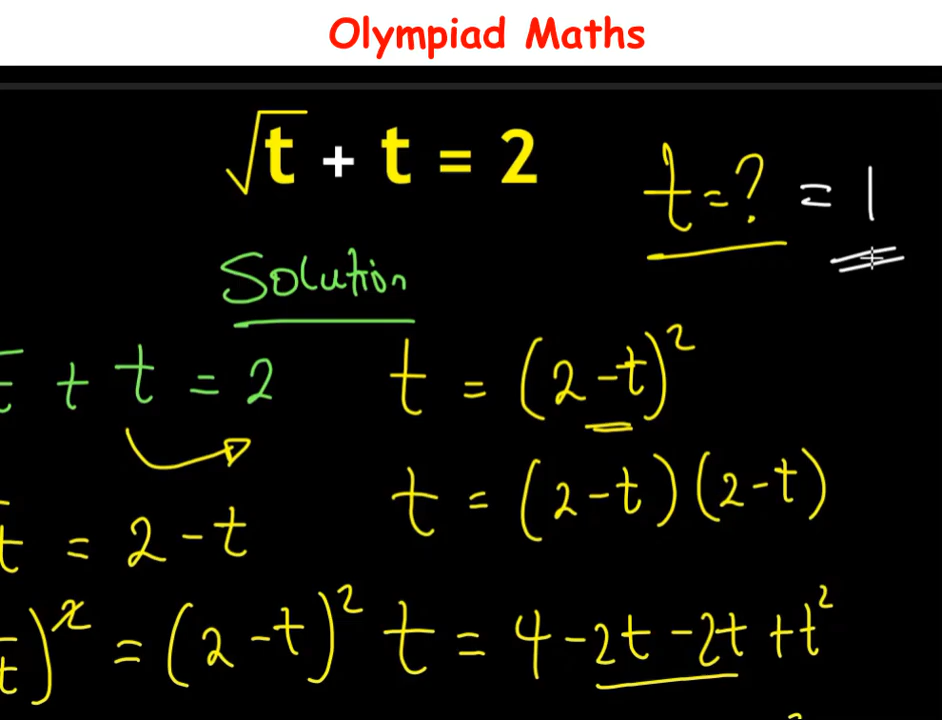 Olympiad Maths
√t + t = 2
t = ? = 1
Solution
+ t = 2
t = 2 - t
)² = (2 - t)²
t = (2 - t)²
t = (2 - t)(2 - t)
t = 4 - 2t - 2t + t²